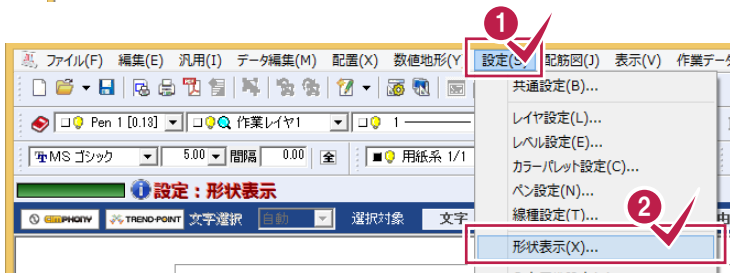 1
ファイル(F) 編集(E) 汎用(I) データ編集(M) 配置(X) 数値地形(Y 設定(S) 配筋図(J) 表示(V) 作業データ
共通設定(B)...
Pen 1 [0.13] 作業レイヤ1 1
レイヤ設定(L)...
レベル設定(E)...
MS ゴシック 5.00 間隔 0.00 全 用紙系 1/1
カラーパレット設定(C)...
設定：形状表示
ペン設定(N)...
TREND-POINT 文字選択 自動 選択対象 文字
線種設定(T)...
2
形状表示(X)...